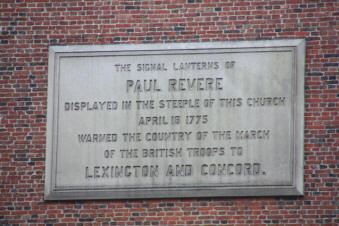 THE SIGNAL LANTERNS OF
PAUL REVERE
DISPLAYED IN THE STEEPLE OF THIS CHURCH
APRIL 18 1775
WARNED THE COUNTRY OF THE MARCH
OF THE BRITISH TROOPS TO
LEXINGTON AND CONCORD.